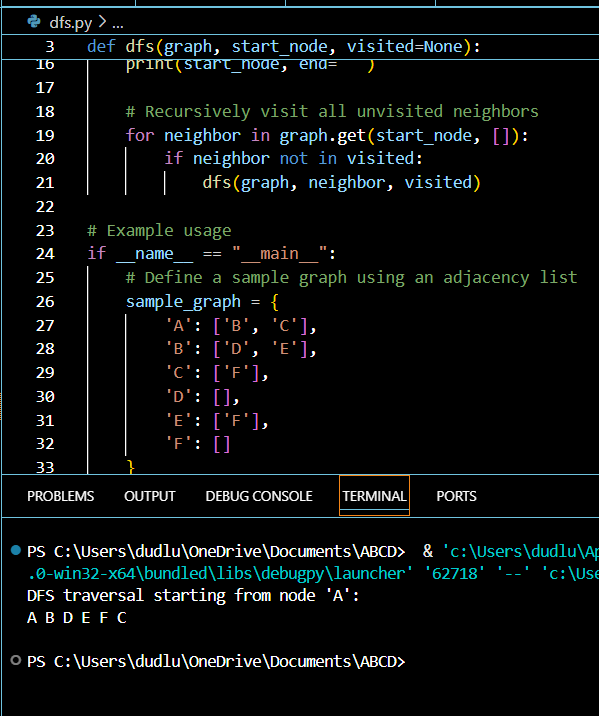 dfs.py > ...
3 def dfs(graph, start_node, visited=None):
16 print(start_node, end= )
17
18 # Recursively visit all unvisited neighbors
19 for neighbor in graph.get(start_node, []):
20 if neighbor not in visited:
21 dfs(graph, neighbor, visited)
22
23 # Example usage
24 if __name__ == "__main__":
25 # Define a sample graph using an adjacency list
26 sample_graph = {
27 'A': ['B', 'C'],
28 'B': ['D', 'E'],
29 'C': ['F'],
30 'D': [],
31 'E': ['F'],
32 'F': []
33 }
PROBLEMS OUTPUT DEBUG CONSOLE TERMINAL PORTS
PS C:\Users\dudlu\OneDrive\Documents\ABCD> & 'c:\Users\dudlu\Ap
.0-win32-x64\bundled\libs\debugpy\launcher' '62718' '--' 'c:\Use
DFS traversal starting from node 'A':
A B D E F C
PS C:\Users\dudlu\OneDrive\Documents\ABCD>